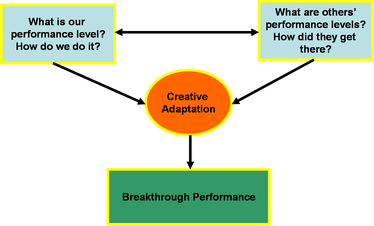 What is our
performance level?
How do we do it?
What are others'
performance levels?
How did they get
there?
Creative
Adaptation
Breakthrough Performance